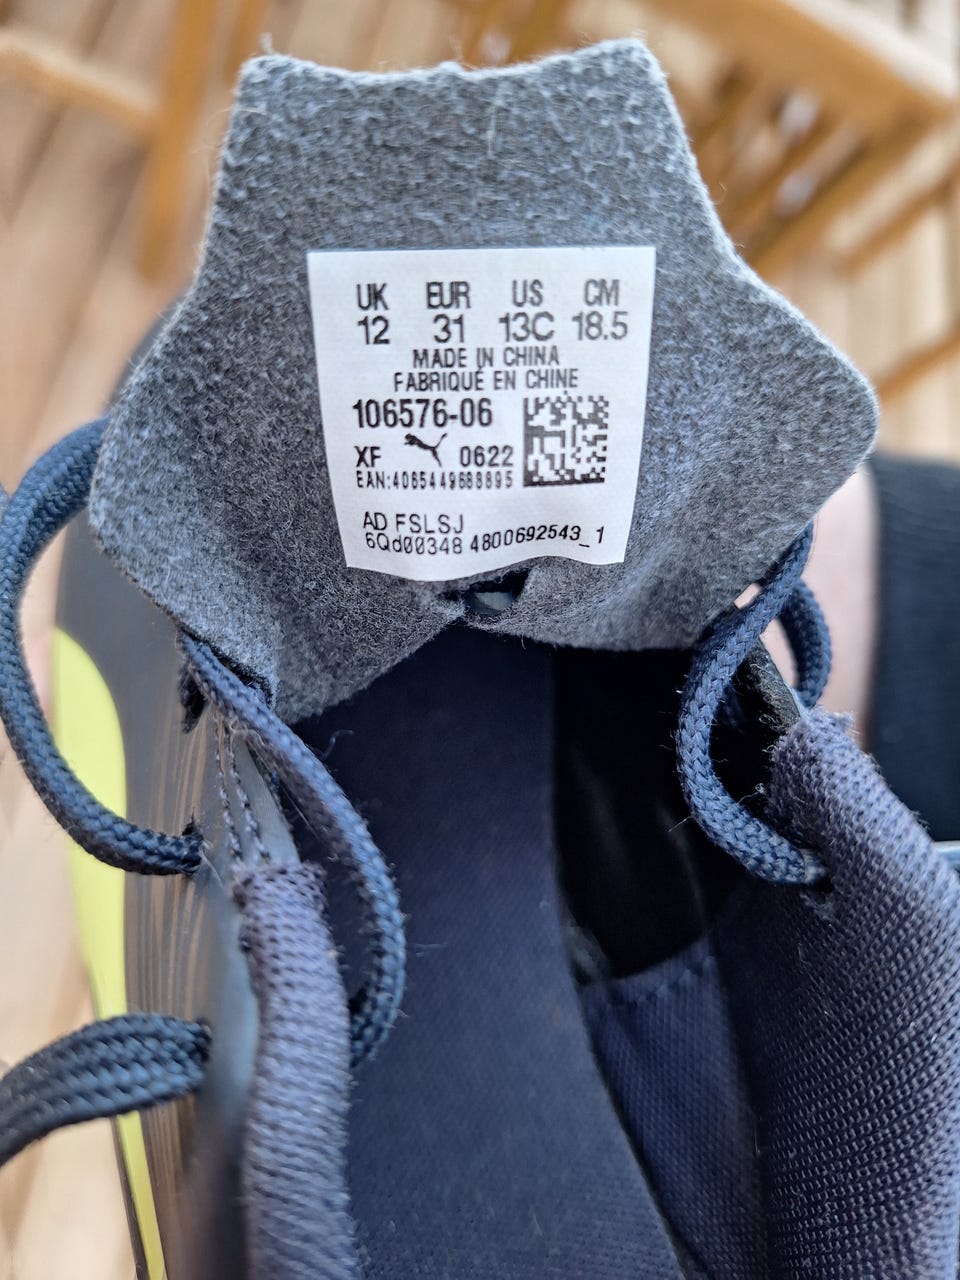 UK EUR US CM
12 31 13C 18.5
MADE IN CHINA
FABRIQUÉ EN CHINE
106576-06
XF 0622
EAN:4065449688895
AD FSLSJ
6Qd00348 4800692543_1